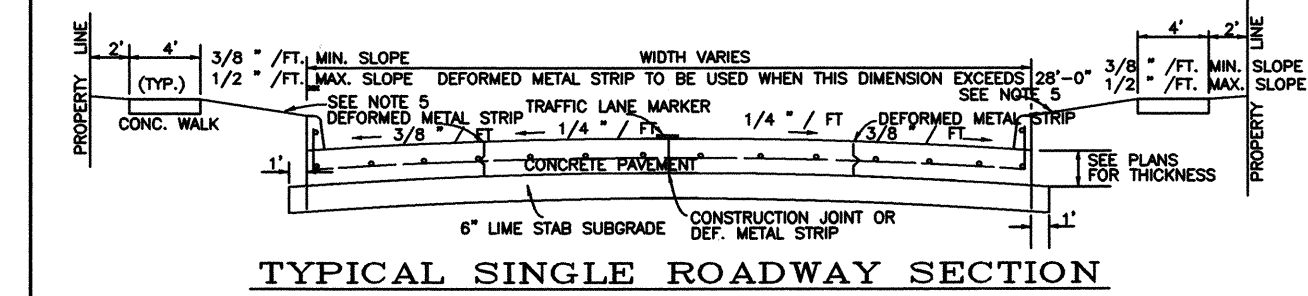 PROPERTY LINE
2'
4'
(TYP.)
CONC. WALK
3/8 " /FT. MIN. SLOPE
1/2 " /FT. MAX. SLOPE
WIDTH VARIES
DEFORMED METAL STRIP TO BE USED WHEN THIS DIMENSION EXCEEDS 28'-0"
4'
2'
3/8 " /FT. MIN. SLOPE
1/2 " /FT. MAX. SLOPE
PROPERTY LINE
SEE NOTE 5
DEFORMED METAL STRIP
TRAFFIC LANE MARKER
SEE NOTE 5
DEFORMED METAL STRIP
3/8 " / FT
1/4 " / FT.
1/4 " / FT
3/8 " / FT.
1'
CONCRETE PAVEMENT
SEE PLANS
FOR THICKNESS
6" LIME STAB SUBGRADE
CONSTRUCTION JOINT OR
DEF. METAL STRIP
1'
TYPICAL SINGLE ROADWAY SECTION